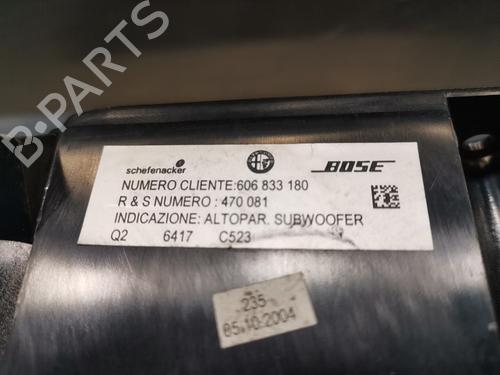 B-PARTS
schefenacker BOSE
NUMERO CLIENTE:606 833 180
R & S NUMERO : 470 081
INDICAZIONE: ALTOPAR. SUBWOOFER
Q2 6417 C523
235
05.10.2004